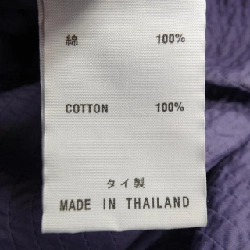 綿 100%
COTTON 100%
タイ製
MADE IN THAILAND